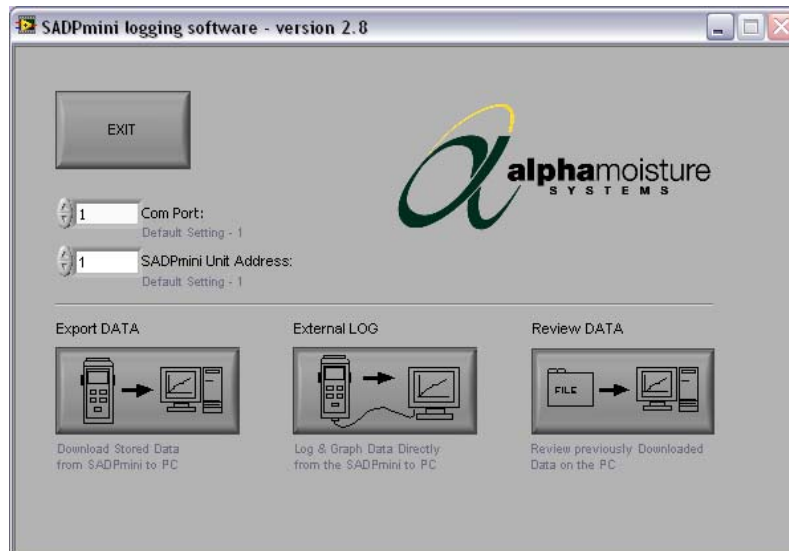 SADPmini logging software - version 2.8
EXIT
alphamoisture
SYSTEMS
1 Com Port:
Default Setting - 1
1 SADPmini Unit Address:
Default Setting - 1
Export DATA
External LOG
Review DATA
FILE
Download Stored Data
from SADPmini to PC
Log & Graph Data Directly
from the SADPmini to PC
Review previously Downloaded
Data on the PC